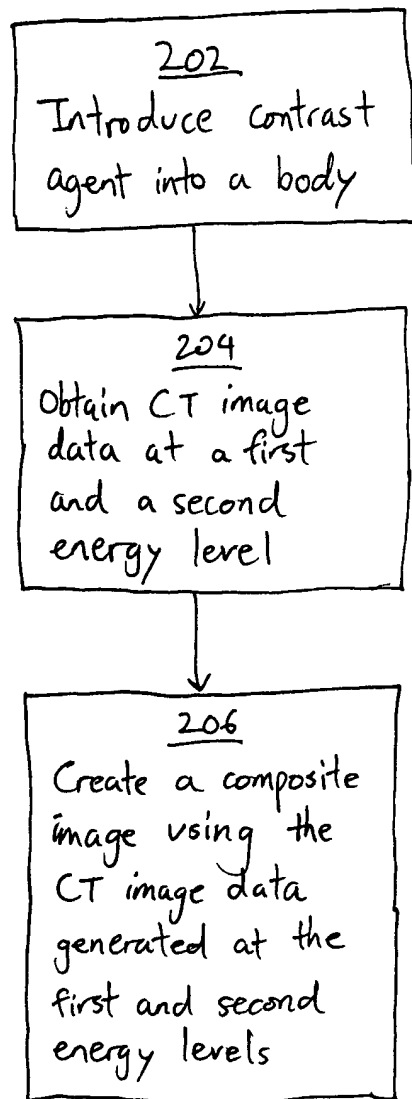 202
Introduce contrast
agent into a body
204
Obtain CT image
data at a first
and a second
energy level
206
Create a composite
image using the
CT image data
generated at the
first and second
energy levels